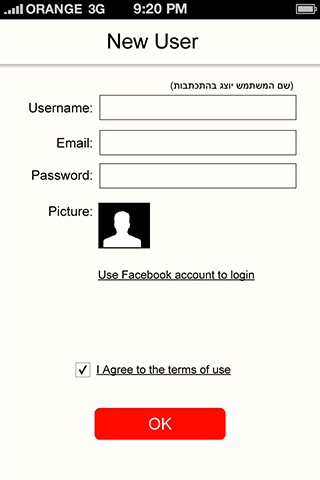 ORANGE 3G 9:20 PM
New User
(שם המשתמש יוצג בהתכתבות)
Username:
Email:
Password:
Picture:
Use Facebook account to login
I Agree to the terms of use
OK